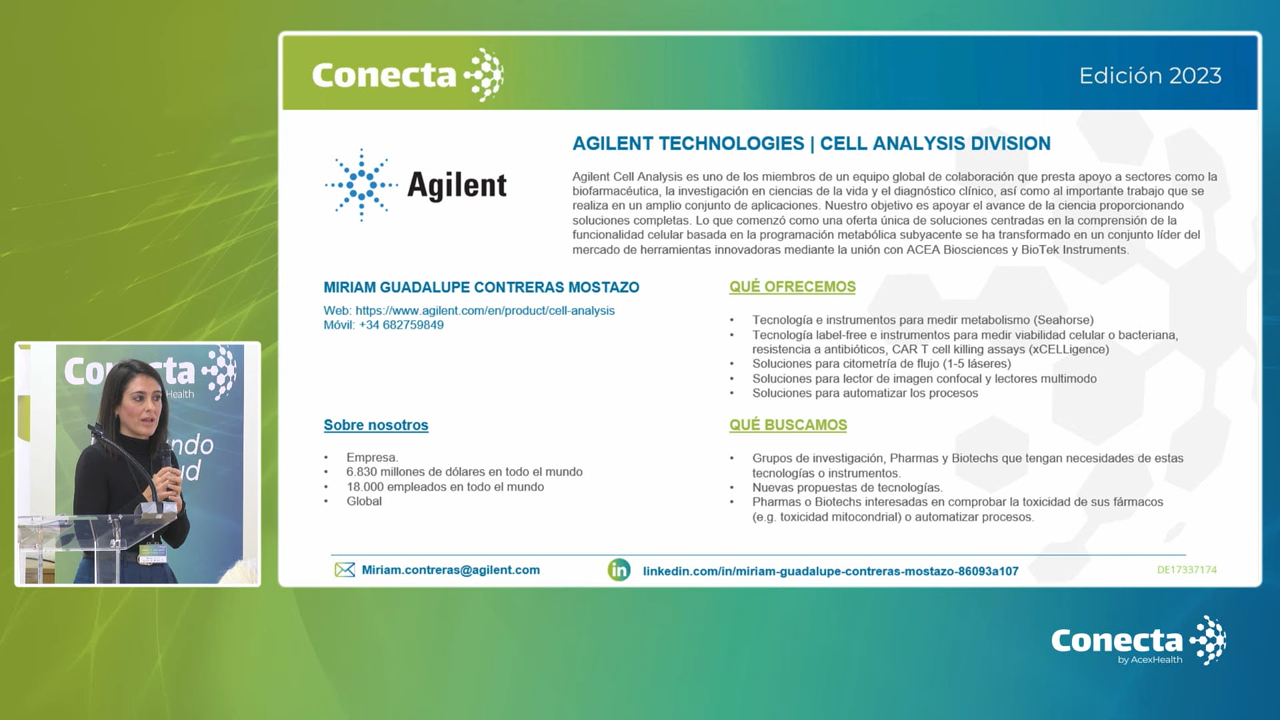 Conecta
Edición 2023
Agilent
AGILENT TECHNOLOGIES | CELL ANALYSIS DIVISION
Agilent Cell Analysis es uno de los miembros de un equipo global de colaboración que presta apoyo a sectores como la
biofarmacéutica, la investigación en ciencias de la vida y el diagnóstico clínico, así como al importante trabajo que se
realiza en un amplio conjunto de aplicaciones. Nuestro objetivo es apoyar el avance de la ciencia proporcionando
soluciones completas. Lo que comenzó como una oferta única de soluciones centradas en la comprensión de la
funcionalidad celular basada en la programación metabólica subyacente se ha transformado en un conjunto líder del
mercado de herramientas innovadoras mediante la unión con ACEA Biosciences y BioTek Instruments.
MIRIAM GUADALUPE CONTRERAS MOSTAZO
Web: https://www.agilent.com/en/product/cell-analysis
Móvil: +34 682759849
QUÉ OFRECEMOS
• Tecnología e instrumentos para medir metabolismo (Seahorse)
• Tecnología label-free e instrumentos para medir viabilidad celular o bacteriana,
resistencia a antibióticos, CAR T cell killing assays (xCELLigence)
• Soluciones para citometría de flujo (1-5 láseres)
• Soluciones para lector de imagen confocal y lectores multimodo
• Soluciones para automatizar los procesos
Sobre nosotros
• Empresa.
• 6.830 millones de dólares en todo el mundo
• 18.000 empleados en todo el mundo
• Global
QUÉ BUSCAMOS
• Grupos de investigación, Pharmas y Biotechs que tengan necesidades de estas
tecnologías o instrumentos.
• Nuevas propuestas de tecnologías.
• Pharmas o Biotechs interesadas en comprobar la toxicidad de sus fármacos
(e.g. toxicidad mitocondrial) o automatizar procesos.
Miriam.contreras@agilent.com
in
linkedin.com/in/miriam-guadalupe-contreras-mostazo-86093a107
DE17337174
Conecta
by AcexHealth